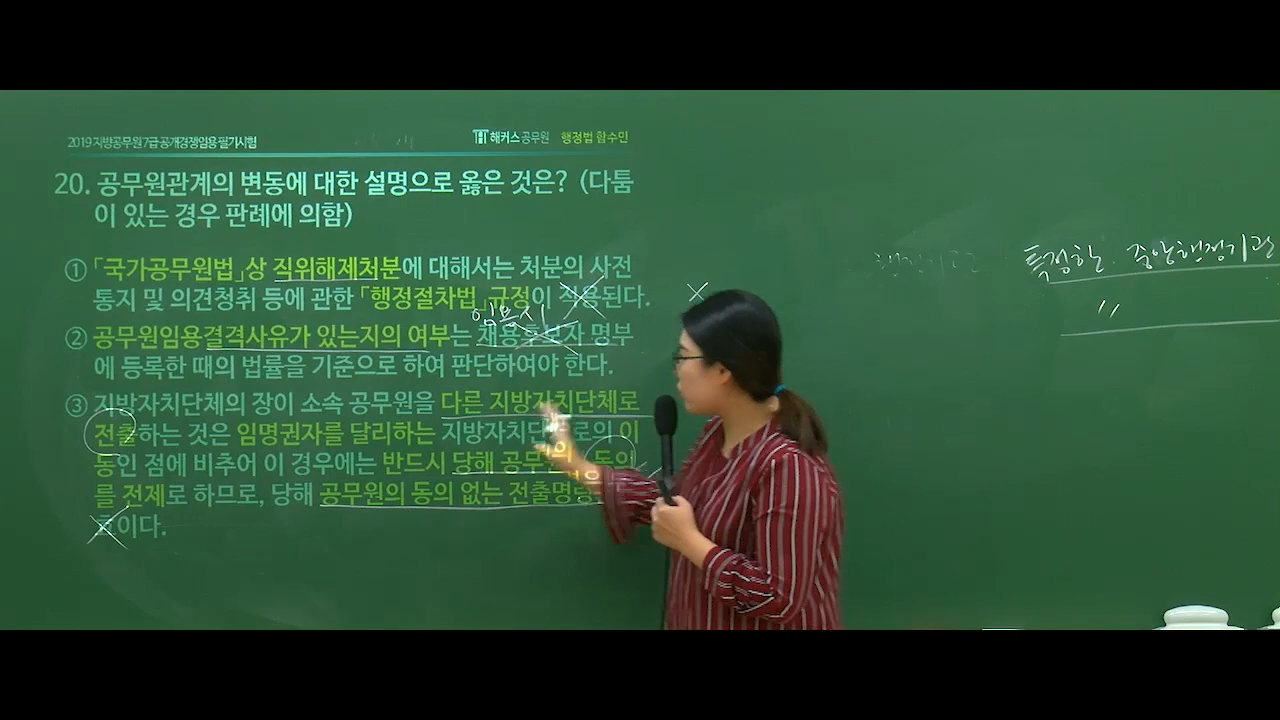 2019 지방공무원 7급 공개경쟁임용 필기시험
해커스 공무원 행정법 함수민
20. 공무원관계의 변동에 대한 설명으로 옳은 것은? (다툼
이 있는 경우 판례에 의함)
① 「국가공무원법」상 직위해제처분에 대해서는 처분의 사전
통지 및 의견청취 등에 관한 「행정절차법」 규정이 적용된다.
임용시
② 공무원임용결격사유가 있는지의 여부는 채용후보자 명부
에 등록한 때의 법률을 기준으로 하여 판단하여야 한다.
③ 지방자치단체의 장이 소속 공무원을 다른 지방자치단체로
전출하는 것은 임명권자를 달리하는 지방자치단체로의 이
동인 점에 비추어 이 경우에는 반드시 당해 공무원의 동의
를 전제로 하므로, 당해 공무원의 동의 없는 전출명령은
효이다.
특정한 중앙행정기관
"